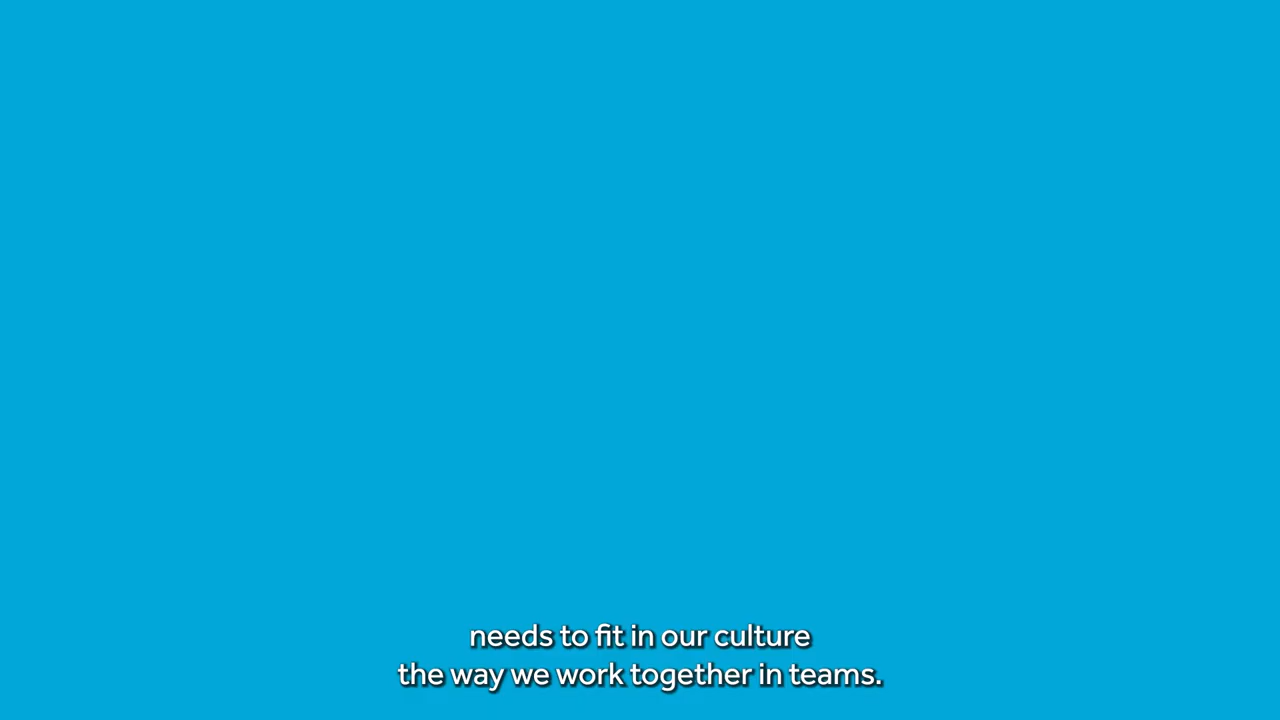 needs to fit in our culture
the way we work together in teams.